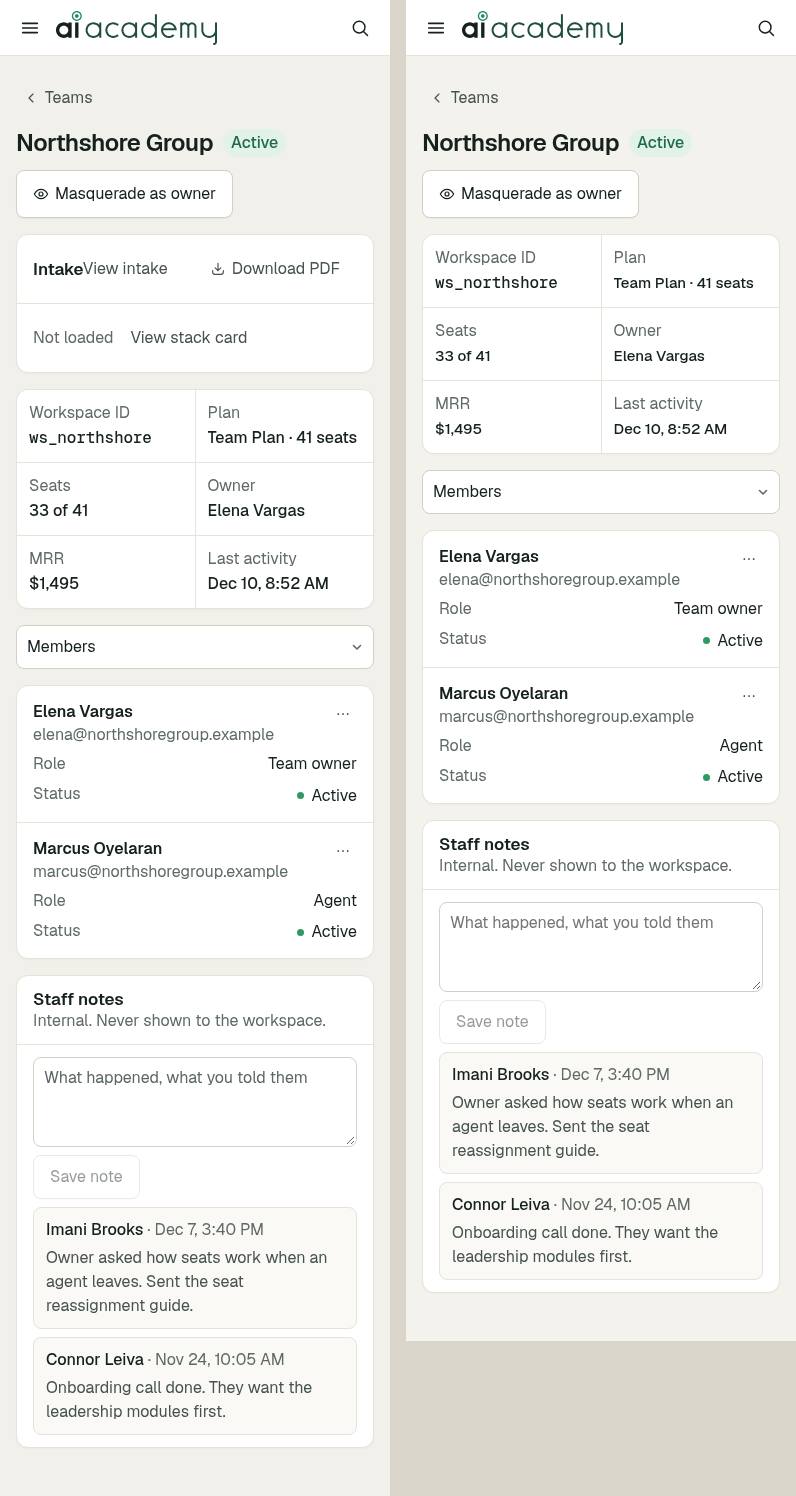 ai academy
Teams
Northshore Group Active
Masquerade as owner
Intake View intake Download PDF
Not loaded View stack card
Workspace ID Plan
ws_northshore Team Plan · 41 seats
Seats Owner
33 of 41 Elena Vargas
MRR Last activity
$1,495 Dec 10, 8:52 AM
Members
Elena Vargas ...
elena@northshoregroup.example
Role Team owner
Status Active
Marcus Oyelaran ...
marcus@northshoregroup.example
Role Agent
Status Active
Staff notes
Internal. Never shown to the workspace.
What happened, what you told them
Save note
Imani Brooks · Dec 7, 3:40 PM
Owner asked how seats work when an
agent leaves. Sent the seat
reassignment guide.
Connor Leiva · Nov 24, 10:05 AM
Onboarding call done. They want the
leadership modules first.
ai academy
Teams
Northshore Group Active
Masquerade as owner
Workspace ID Plan
ws_northshore Team Plan · 41 seats
Seats Owner
33 of 41 Elena Vargas
MRR Last activity
$1,495 Dec 10, 8:52 AM
Members
Elena Vargas ...
elena@northshoregroup.example
Role Team owner
Status Active
Marcus Oyelaran ...
marcus@northshoregroup.example
Role Agent
Status Active
Staff notes
Internal. Never shown to the workspace.
What happened, what you told them
Save note
Imani Brooks · Dec 7, 3:40 PM
Owner asked how seats work when an
agent leaves. Sent the seat
reassignment guide.
Connor Leiva · Nov 24, 10:05 AM
Onboarding call done. They want the
leadership modules first.